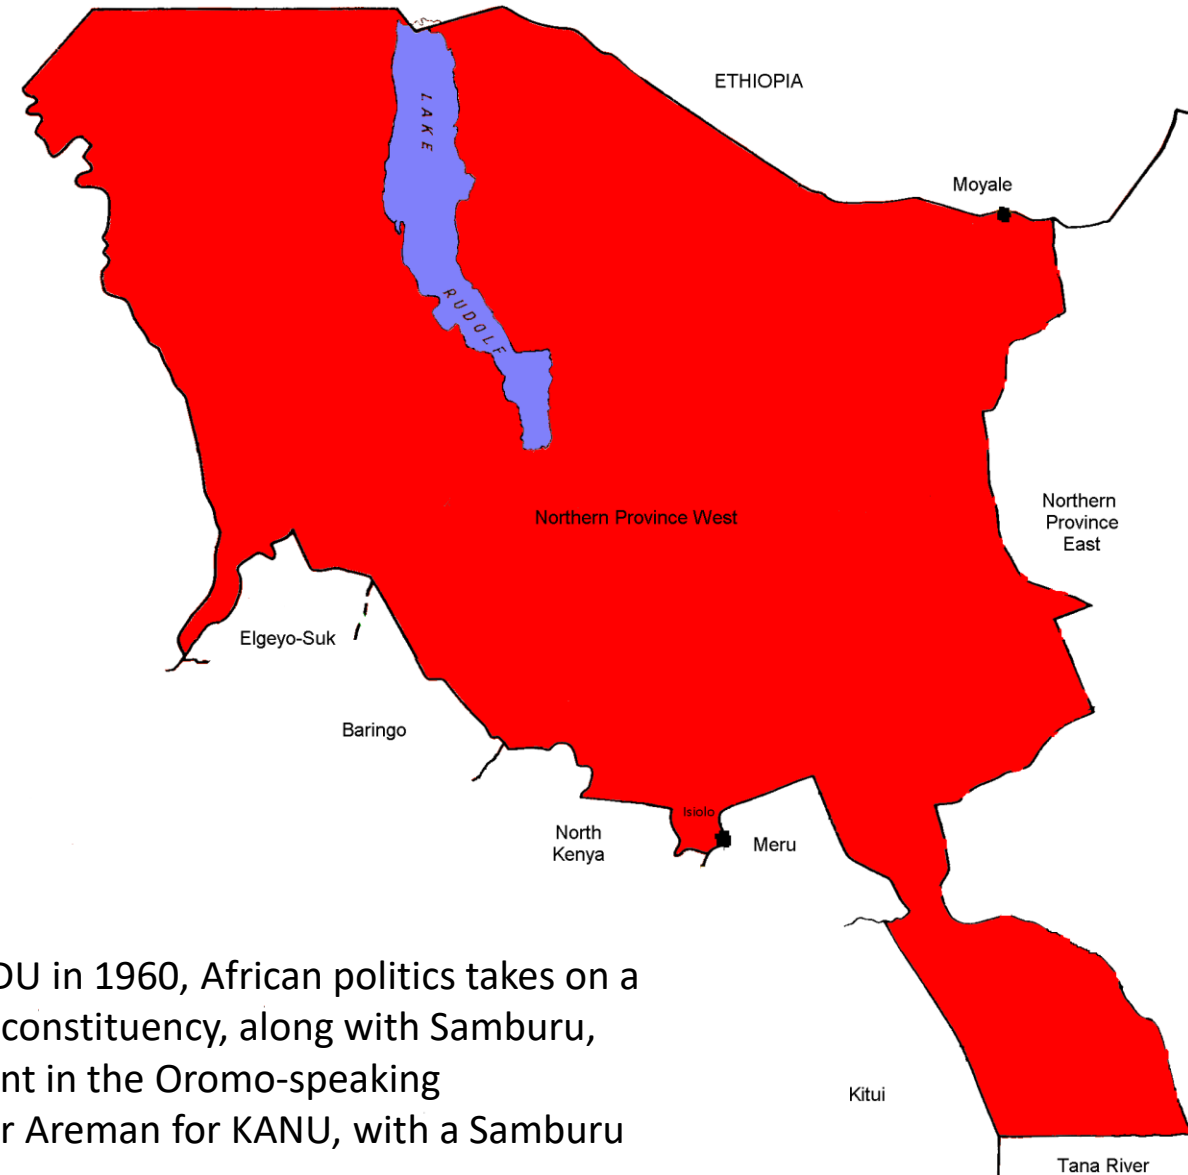 ETHIOPIA
LAKE
Moyale
RUDOLF
Northern
Province
East
Northern Province West
Elgeyo-Suk
Baringo
Isiolo
North
Kenya
Meru
DU in 1960, African politics takes on a
constituency, along with Samburu,
nt in the Oromo-speaking
r Areman for KANU, with a Samburu
Kitui
Tana River